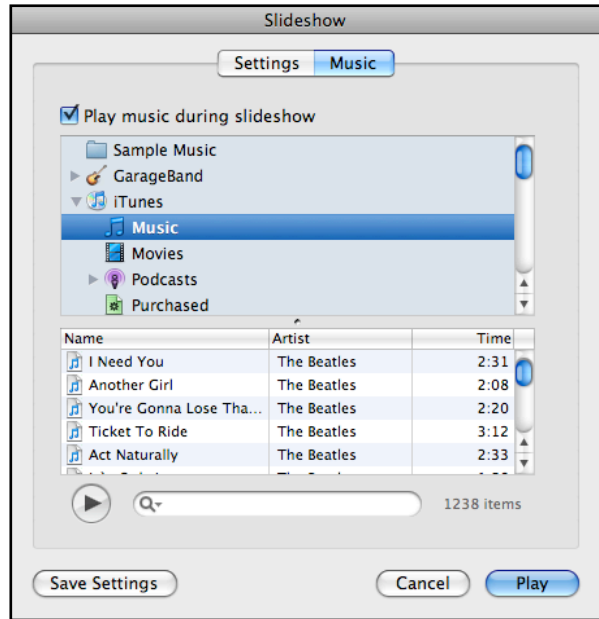 Slideshow
Settings Music
Play music during slideshow
Sample Music
GarageBand
iTunes
Music
Movies
Podcasts
Purchased
Name Artist Time
I Need You The Beatles 2:31
Another Girl The Beatles 2:08
You're Gonna Lose Tha... The Beatles 2:20
Ticket To Ride The Beatles 3:12
Act Naturally The Beatles 2:33
1238 items
Save Settings Cancel Play